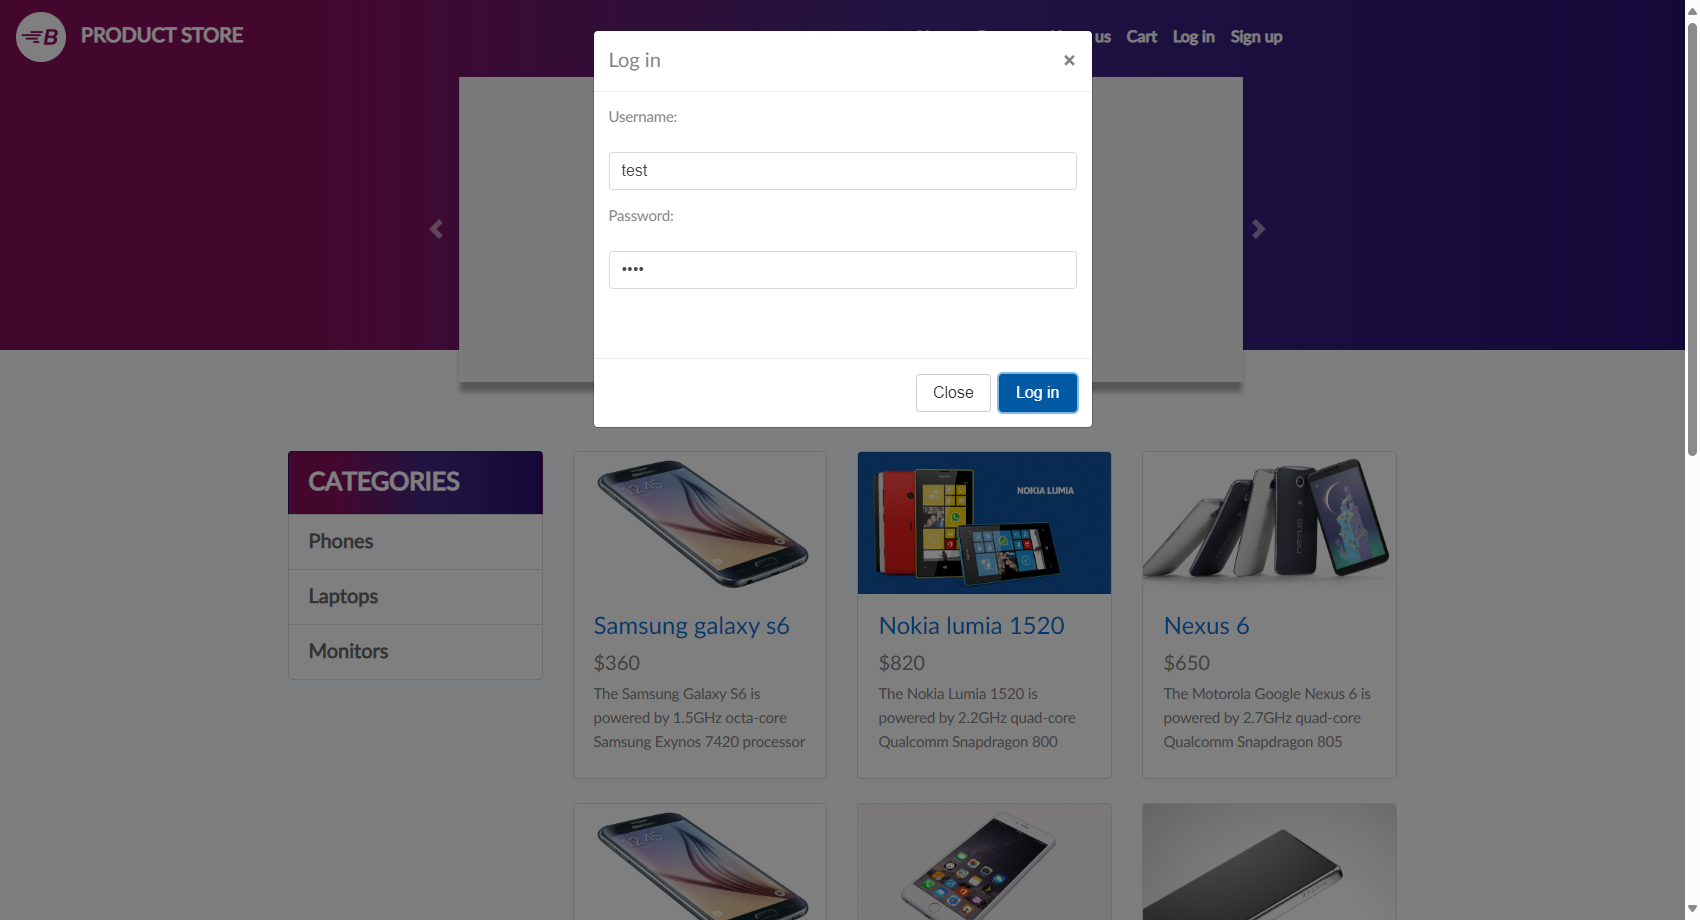 PRODUCT STORE
us Cart Log in Sign up
Log in
×
Username:
test
Password:
••••
Close
Log in
CATEGORIES
Phones
Laptops
Monitors
NOKIA LUMIA
Samsung galaxy s6
$360
The Samsung Galaxy S6 is
powered by 1.5GHz octa-core
Samsung Exynos 7420 processor
Nokia lumia 1520
$820
The Nokia Lumia 1520 is
powered by 2.2GHz quad-core
Qualcomm Snapdragon 800
Nexus 6
$650
The Motorola Google Nexus 6 is
powered by 2.7GHz quad-core
Qualcomm Snapdragon 805